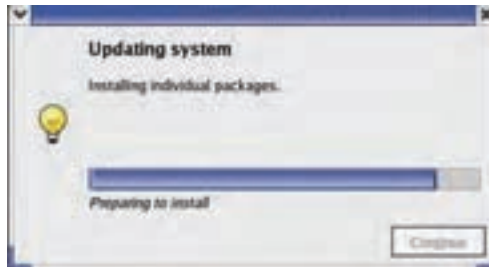 Updating system
Installing individual packages.
Preparing to install
Continue